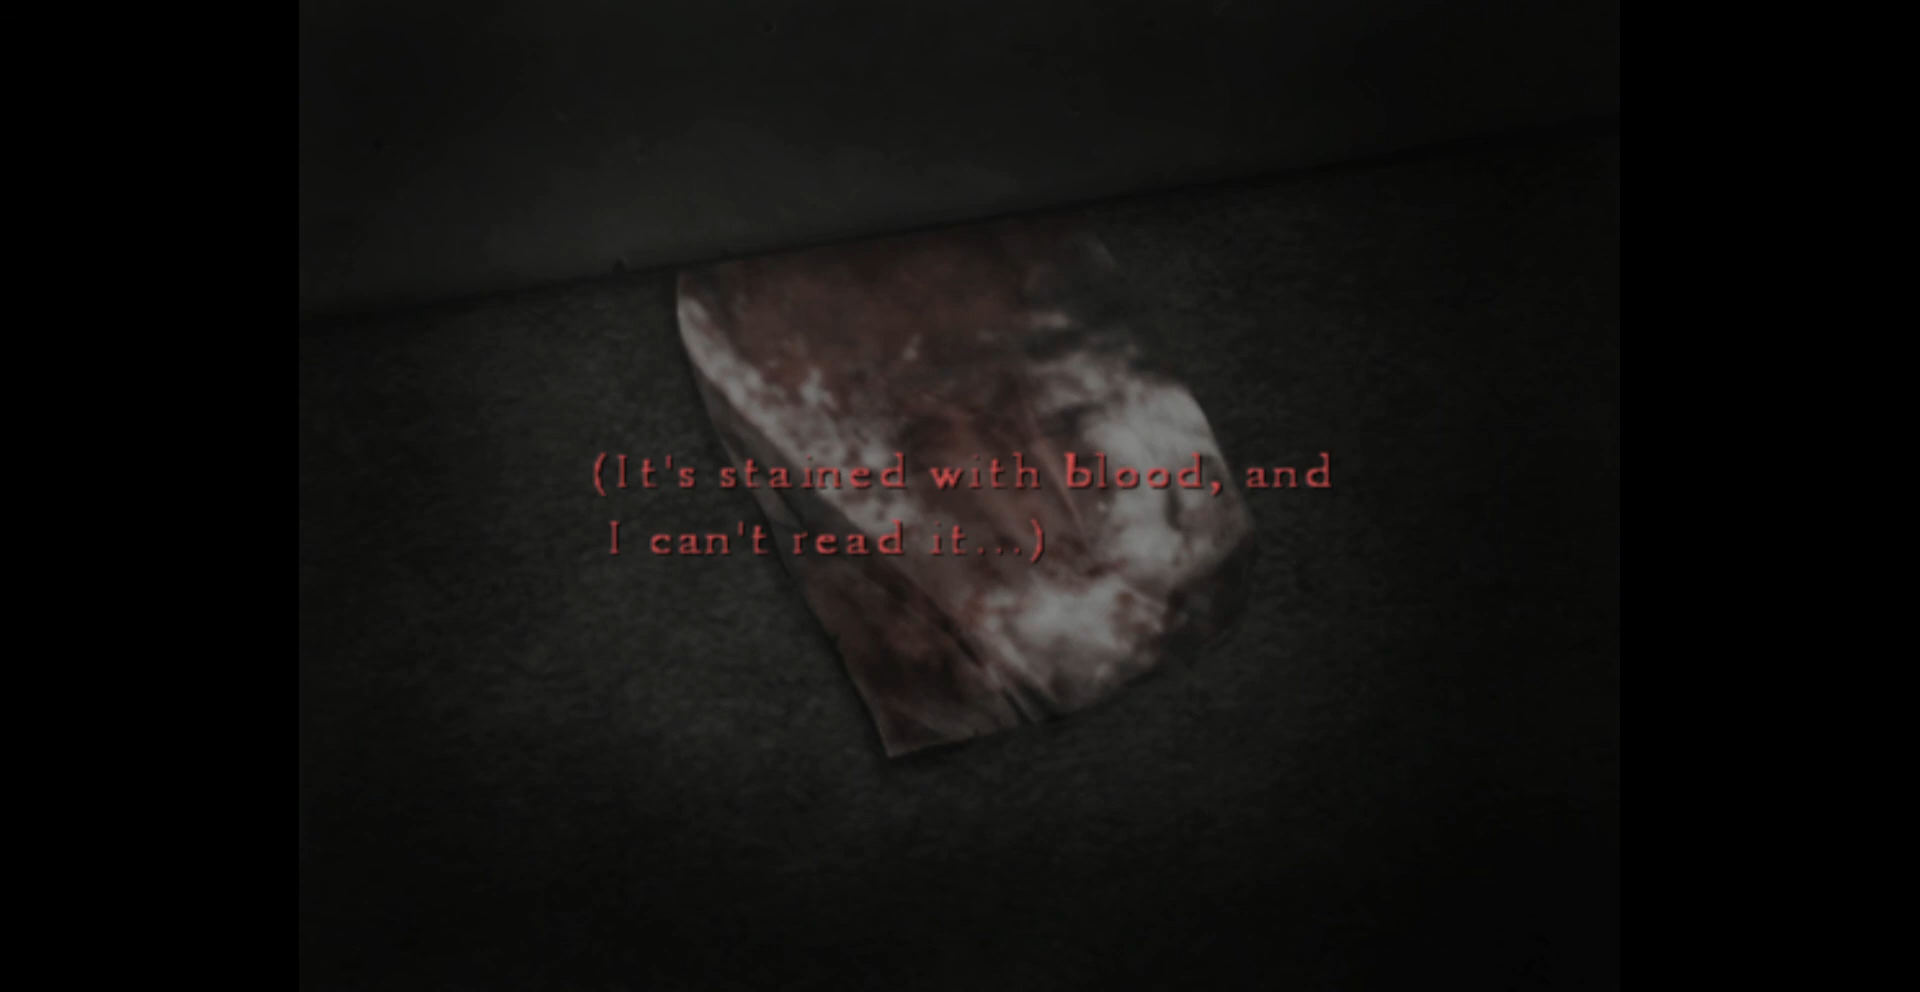 (It's stained with blood, and
I can't read it...)